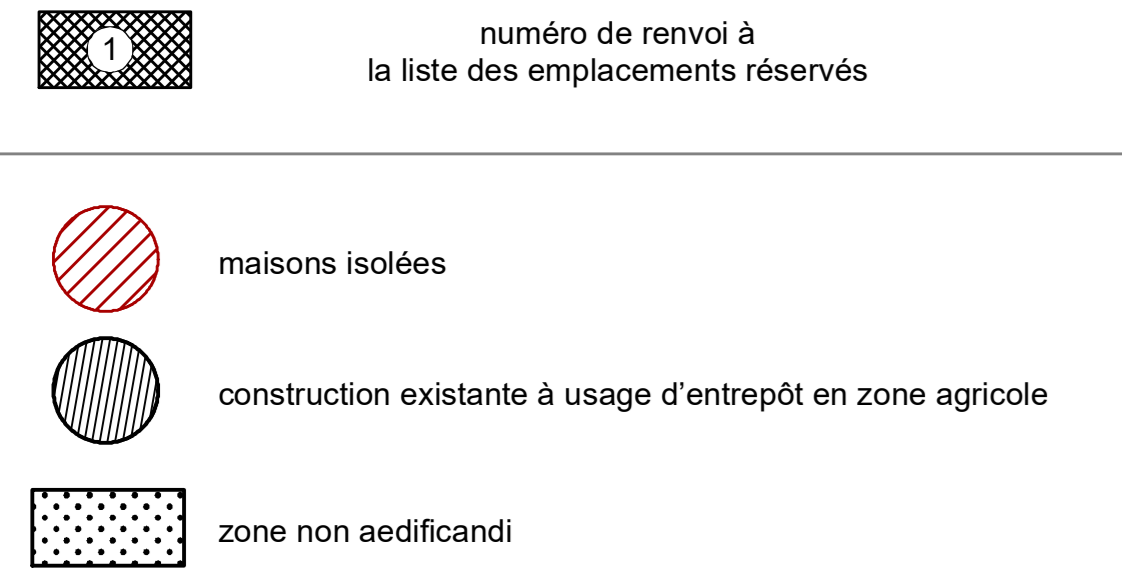 1
numéro de renvoi à
la liste des emplacements réservés
maisons isolées
construction existante à usage d’entrepôt en zone agricole
zone non aedificandi